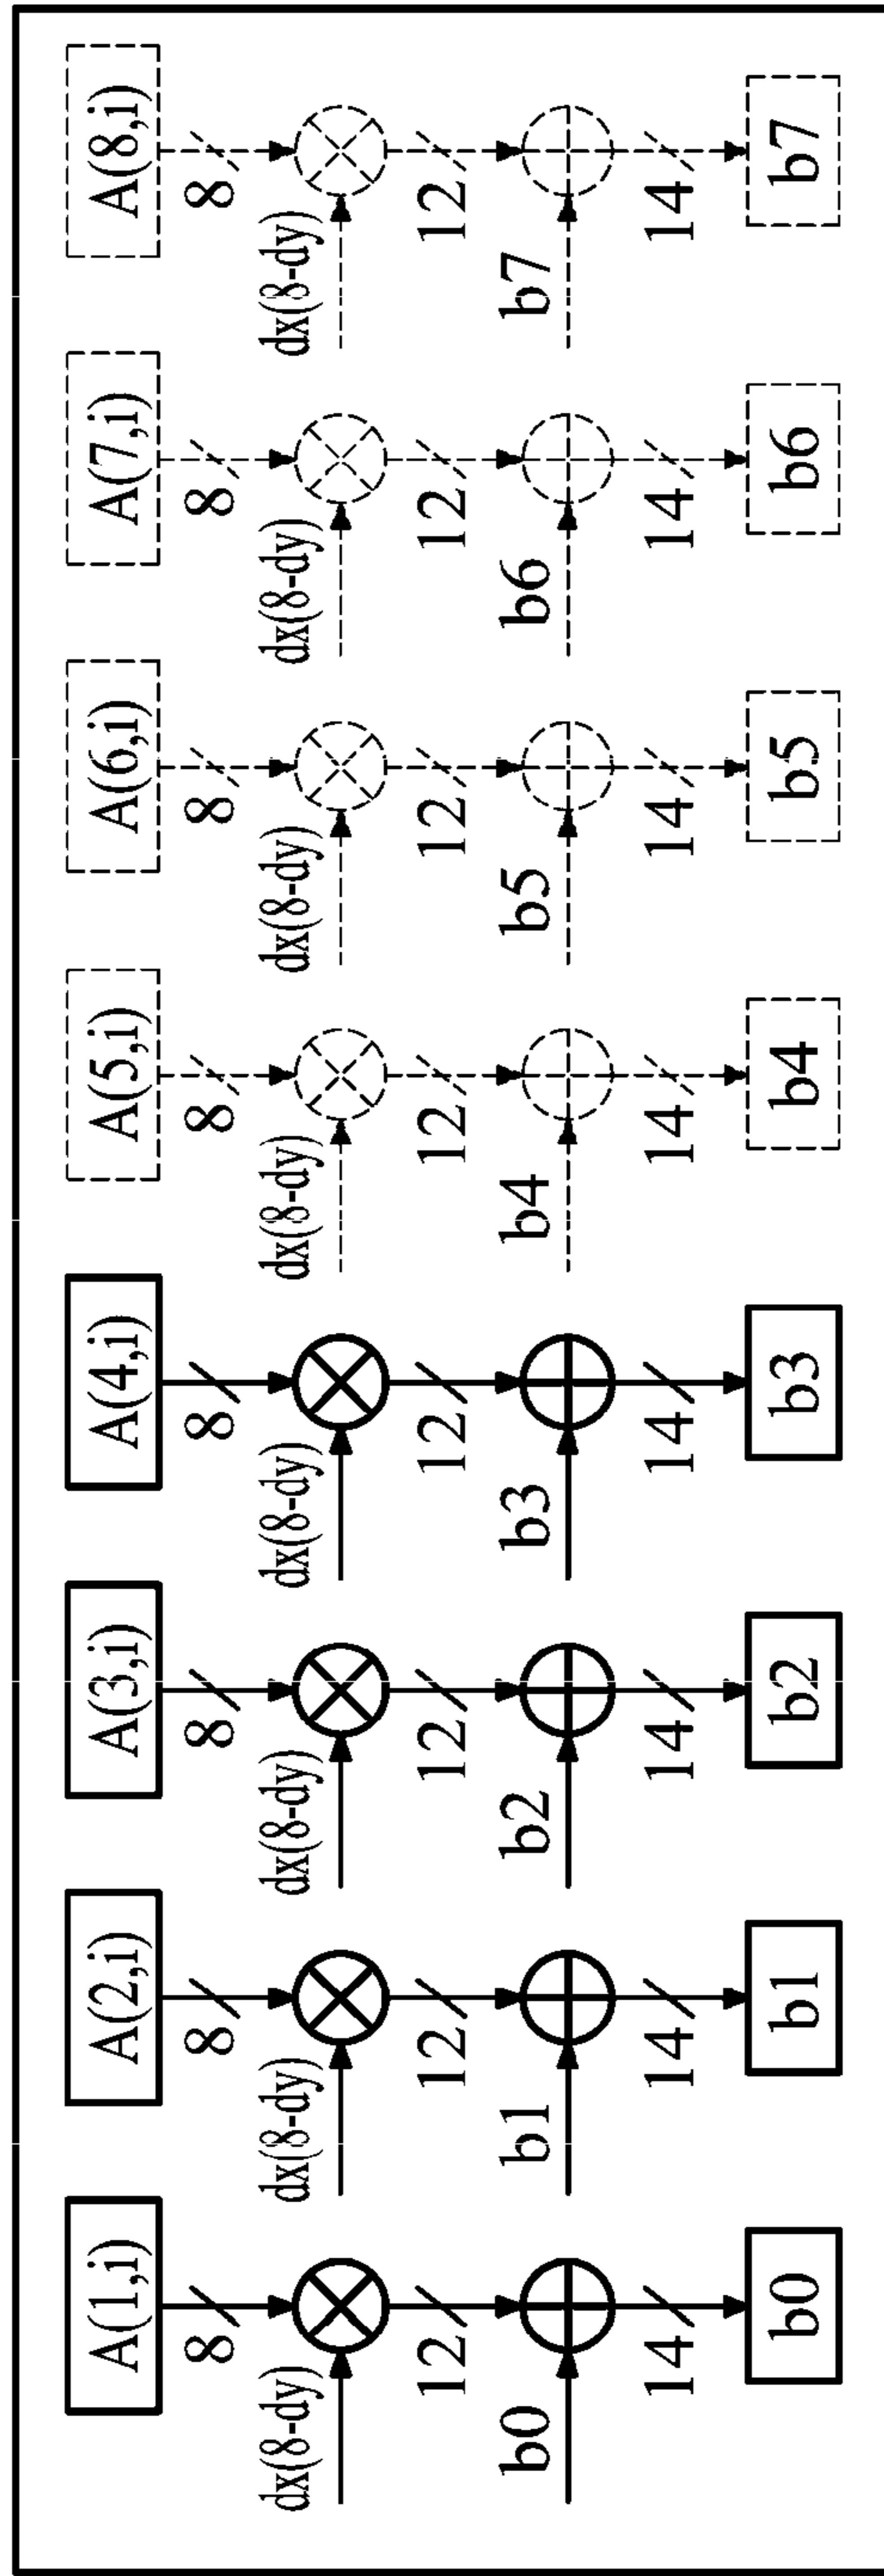 A(1,i) A(2,i) A(3,i) A(4,i) A(5,i) A(6,i) A(7,i) A(8,i)
8 8 8 8 8 8 8 8
dx(8-dy) dx(8-dy) dx(8-dy) dx(8-dy) dx(8-dy) dx(8-dy) dx(8-dy) dx(8-dy)
12 12 12 12 12 12 12 12
b0 b1 b2 b3 b4 b5 b6 b7
14 14 14 14 14 14 14 14
b0 b1 b2 b3 b4 b5 b6 b7